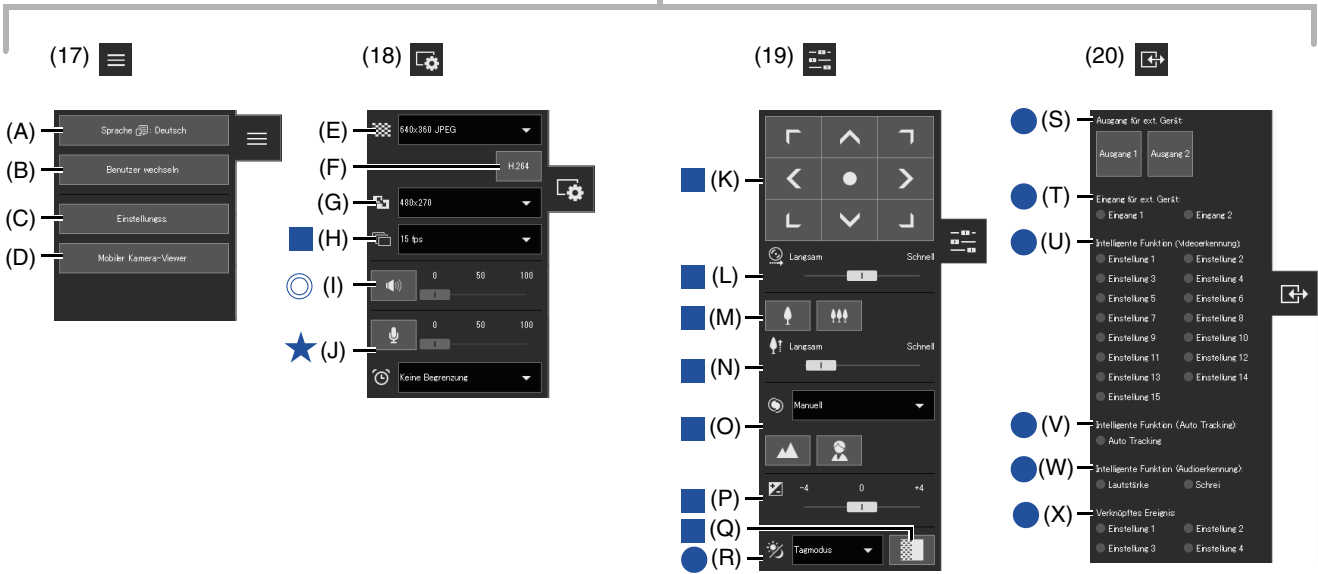 (17)
(18)
(19)
(20)
(A) Sprache : Deutsch
(B) Benutzer wechseln
(C) Einstellungss.
(D) Mobiler Kamera-Viewer
(E) 640x360 JPEG
(F) H.264
(G) 480x270
(H) 15 fps
(I) 0 50 100
(J) 0 50 100
Keine Begrenzung
(K)
(L) Langsam Schnell
(M)
(N) Langsam Schnell
(O) Manuell
(P) -4 0 +4
(Q)
(R) Tagmodus
(S) Ausgang für ext. Gerät:
Ausgang 1 Ausgang 2
(T) Eingang für ext. Gerät:
Eingang 1 Eingang 2
(U) Intelligente Funktion (Videoerkennung):
Einstellung 1 Einstellung 2
Einstellung 3 Einstellung 4
Einstellung 5 Einstellung 6
Einstellung 7 Einstellung 8
Einstellung 9 Einstellung 10
Einstellung 11 Einstellung 12
Einstellung 13 Einstellung 14
Einstellung 15
(V) Intelligente Funktion (Auto Tracking):
Auto Tracking
(W) Intelligente Funktion (Audioerkennung):
Lautstärke Schrei
(X) Verknüpftes Ereignis:
Einstellung 1 Einstellung 2
Einstellung 3 Einstellung 4